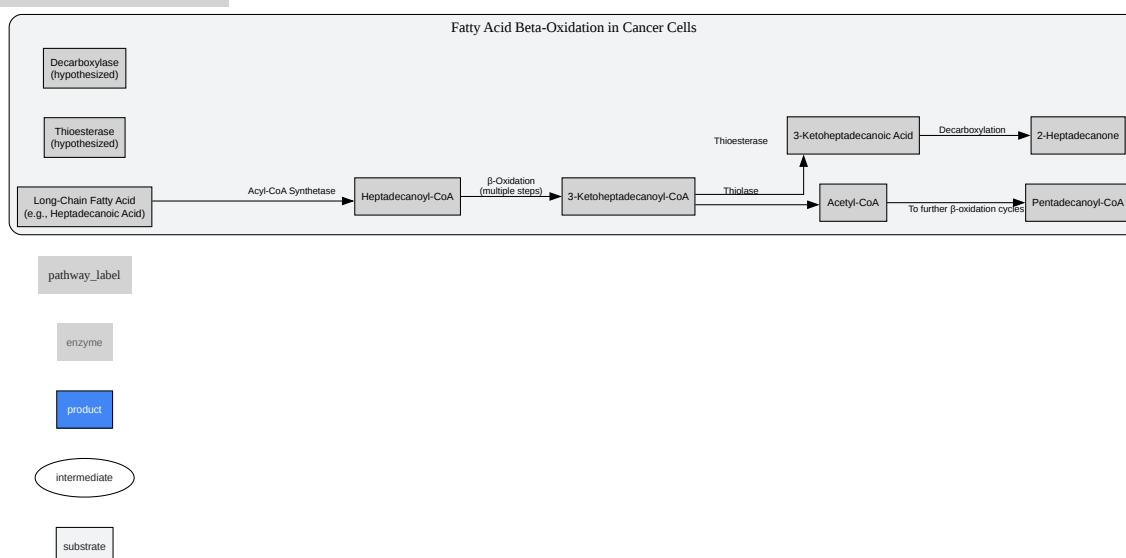 Fatty Acid Beta-Oxidation in Cancer Cells
Decarboxylase
(hypothesized)
Thioesterase
(hypothesized)
Long-Chain Fatty Acid
(e.g., Heptadecanoic Acid)
Acyl-CoA Synthetase
Heptadecanoyl-CoA
β-Oxidation
(multiple steps)
3-Ketoheptadecanoyl-CoA
Thioesterase
Thiolase
3-Ketoheptadecanoic Acid
Decarboxylation
2-Heptadecanone
Acetyl-CoA
To further β-oxidation cycles
Pentadecanoyl-CoA
pathway_label
enzyme
product
intermediate
substrate